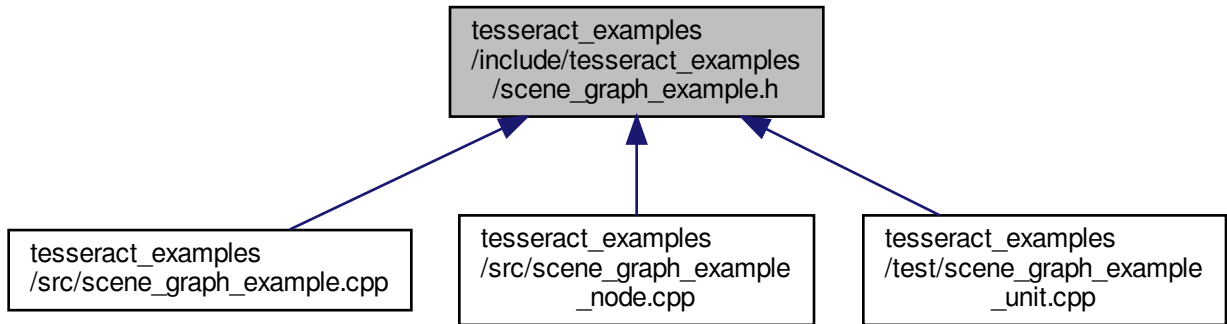 tesseract_examples
/include/tesseract_examples
/scene_graph_example.h
tesseract_examples
/src/scene_graph_example.cpp
tesseract_examples
/src/scene_graph_example
_node.cpp
tesseract_examples
/test/scene_graph_example
_unit.cpp